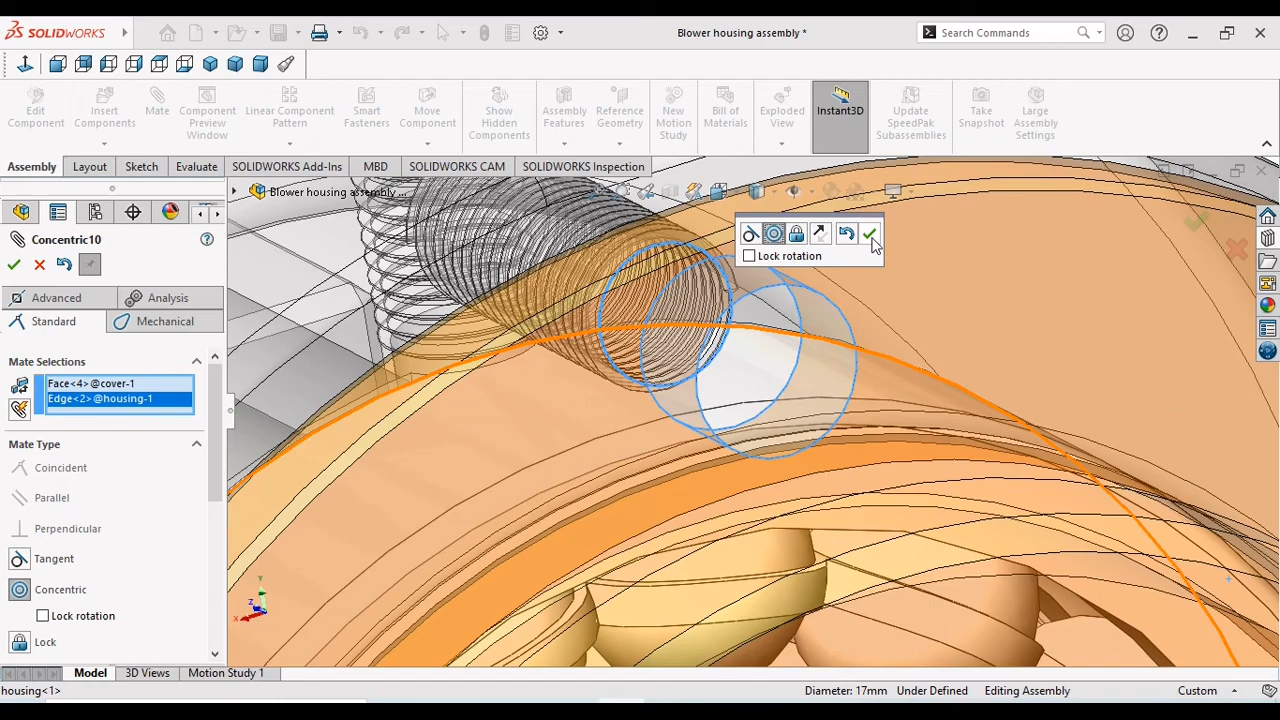 SOLIDWORKS
Blower housing assembly *
Search Commands
Edit Component
Insert Components
Mate
Component Preview Window
Linear Component Pattern
Smart Fasteners
Move Component
Show Hidden Components
Assembly Features
Reference Geometry
New Motion Study
Bill of Materials
Exploded View
Instant3D
Update SpeedPak Subassemblies
Take Snapshot
Large Assembly Settings
Assembly
Layout
Sketch
Evaluate
SOLIDWORKS Add-Ins
MBD
SOLIDWORKS CAM
SOLIDWORKS Inspection
Blower housing assembly ...
Concentric10
Lock rotation
Advanced
Analysis
Standard
Mechanical
Mate Selections
Face<4>@cover-1
Edge<2>@housing-1
Mate Type
Coincident
Parallel
Perpendicular
Tangent
Concentric
Lock rotation
Lock
Y
Z
X
Model
3D Views
Motion Study 1
housing<1>
Diameter: 17mm
Under Defined
Editing Assembly
Custom